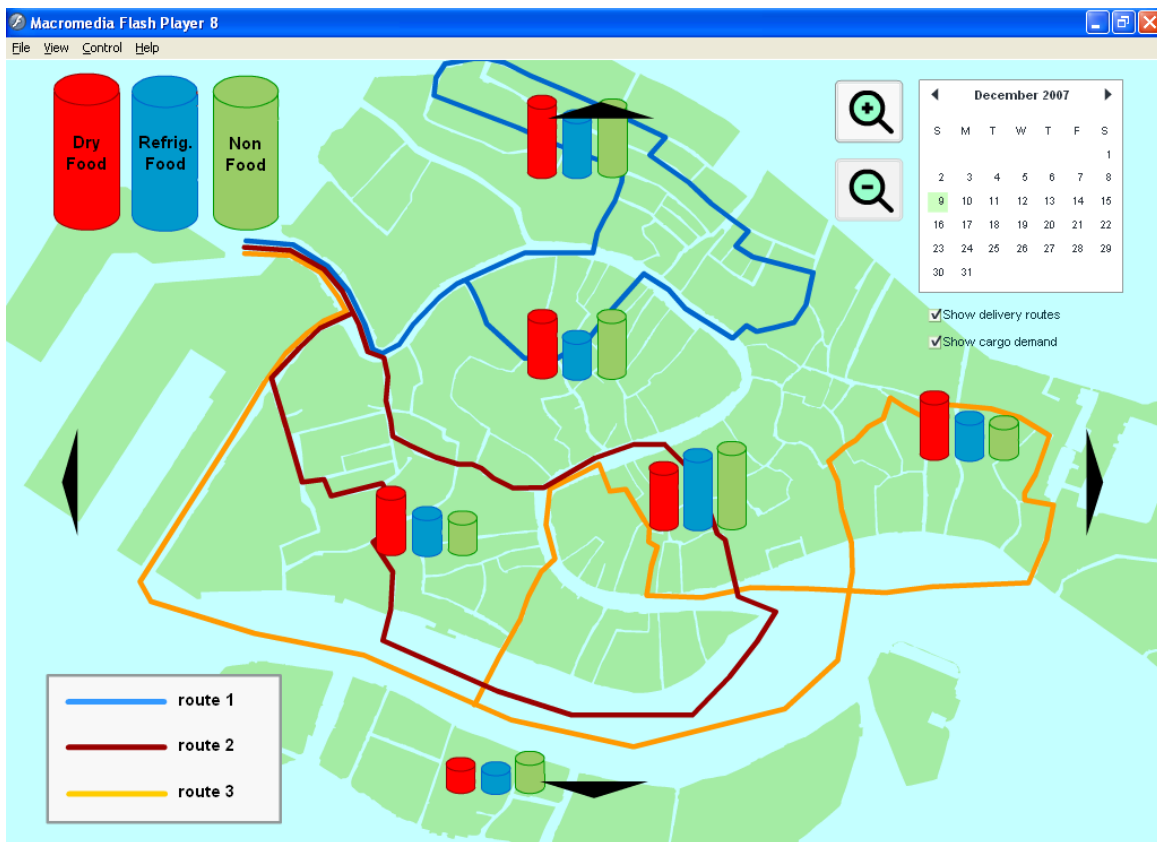 Macromedia Flash Player 8
File View Control Help
Dry
Food
Refrig.
Food
Non
Food
December 2007
S M T W T F S
1
2 3 4 5 6 7 8
9 10 11 12 13 14 15
16 17 18 19 20 21 22
23 24 25 26 27 28 29
30 31
Show delivery routes
Show cargo demand
route 1
route 2
route 3